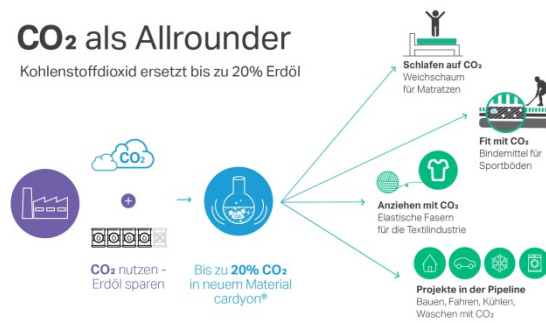 CO₂ als Allrounder
Kohlenstoffdioxid ersetzt bis zu 20% Erdöl
CO₂
+
CO₂ nutzen -
Erdöl sparen
Bis zu 20% CO₂
in neuem Material
cardyon®
Schlafen auf CO₂
Weichschaum
für Matratzen
Fit mit CO₂
Bindemittel für
Sportböden
Anziehen mit CO₂
Elastische Fasern
für die Textilindustrie
Projekte in der Pipeline
Bauen, Fahren, Kühlen,
Waschen mit CO₂